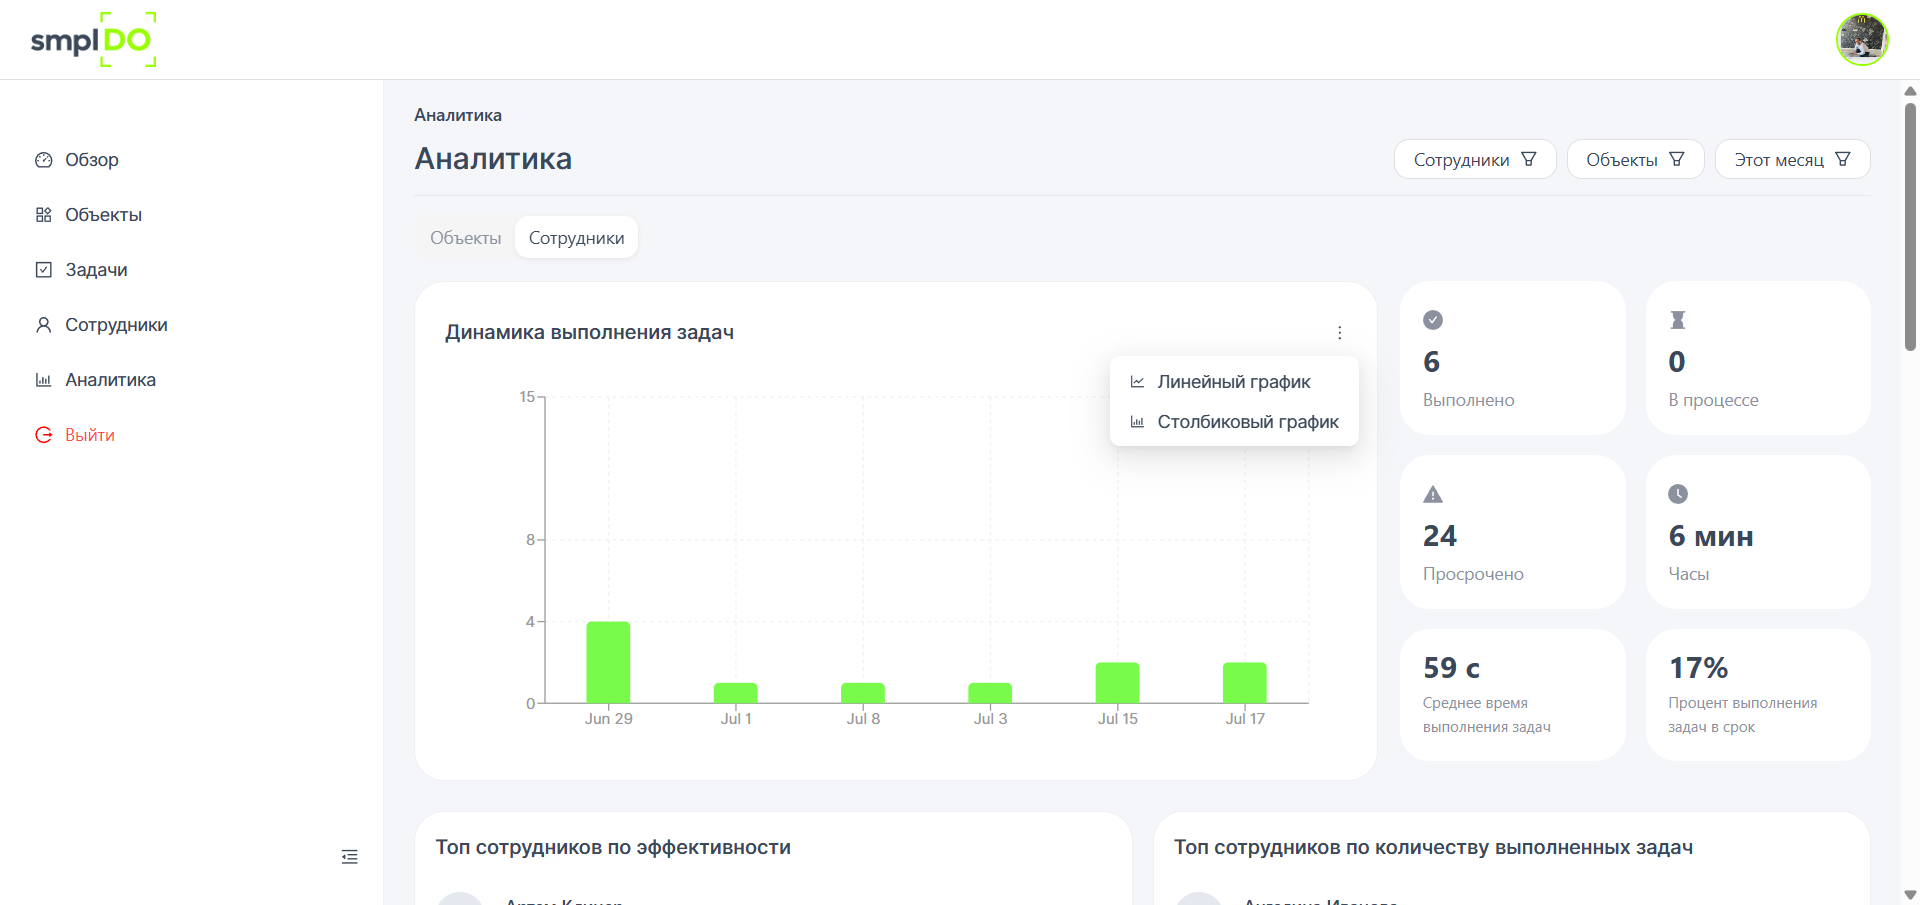 smplDO
Обзор
Объекты
Задачи
Сотрудники
Аналитика
Выйти
Аналитика
Аналитика
Сотрудники
Объекты
Этот месяц
Объекты
Сотрудники
Динамика выполнения задач
Линейный график
Столбиковый график
15
8
4
0
Jun 29
Jul 1
Jul 8
Jul 3
Jul 15
Jul 17
6
Выполнено
0
В процессе
24
Просрочено
6 мин
Часы
59 с
Среднее время
выполнения задач
17%
Процент выполнения
задач в срок
Топ сотрудников по эффективности
Топ сотрудников по количеству выполненных задач